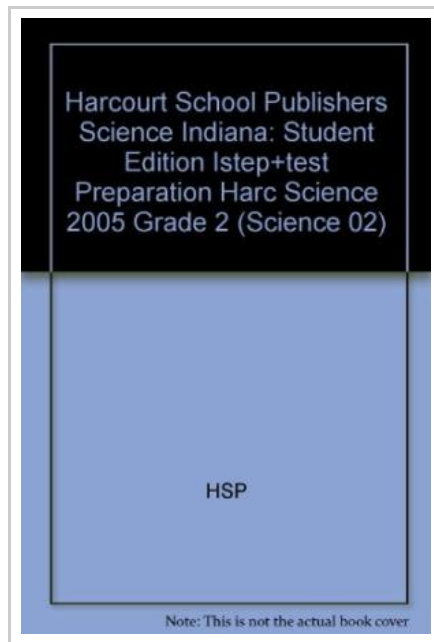 Harcourt School Publishers
Science Indiana: Student
Edition Istep+test
Preparation Harc Science
2005 Grade 2 (Science 02)
HSP
Note: This is not the actual book cover